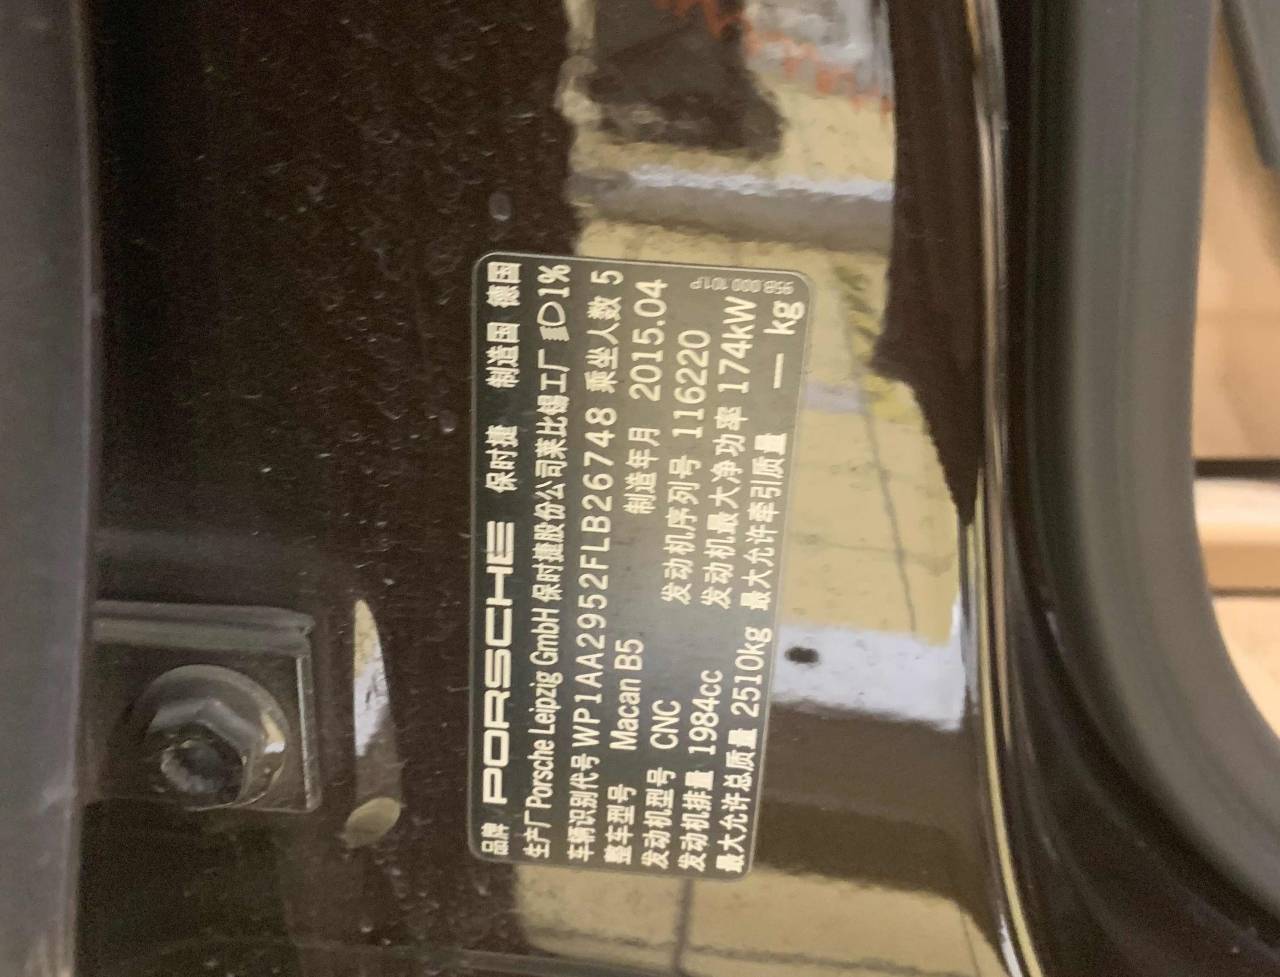 品牌 PORSCHE 保时捷 制造国 德国
生产厂 Porsche Leipzig GmbH 保时捷股份公司莱比锡工厂 1%
车辆识别代号 WP1AA2952FLB26748 乘坐人数 5
整车型号 Macan B5 制造年月 2015.04
发动机型号 CNC 发动机序列号 116220
发动机排量 1984cc 发动机最大净功率 174kW
最大允许总质量 2510kg 最大允许牵引质量 — kg
95B 000 101P